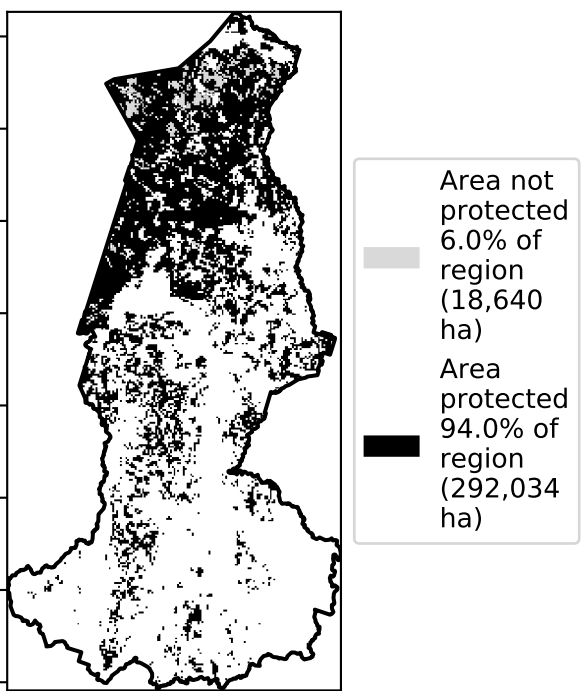 Area not
protected
6.0% of
region
(18,640
ha)
Area
protected
94.0% of
region
(292,034
ha)